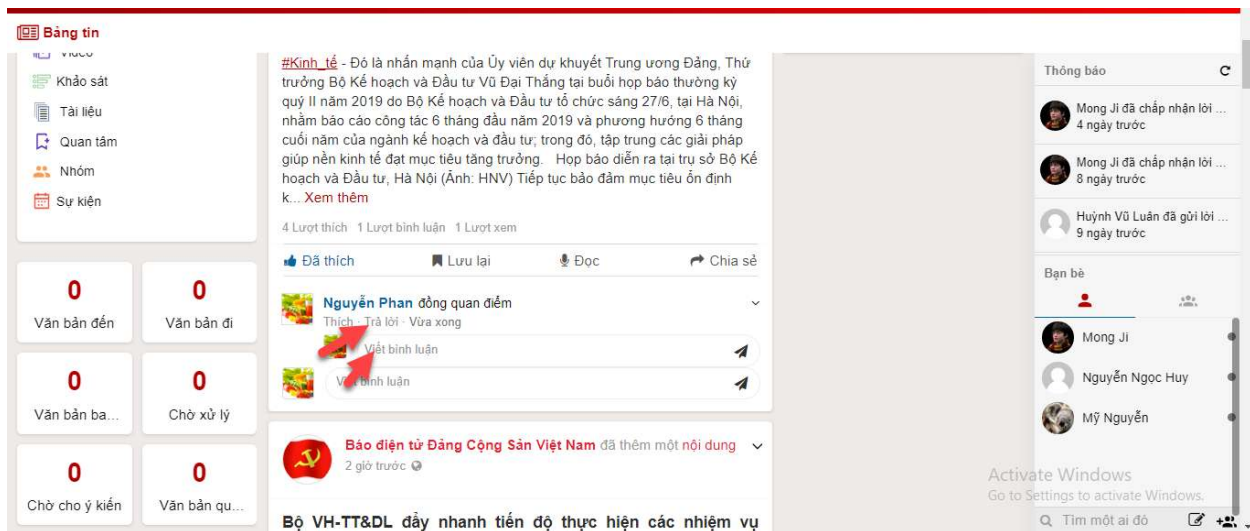 Bảng tin
Video
Khảo sát
Tài liệu
Quan tâm
Nhóm
Sự kiện
0
Văn bản đến
0
Văn bản đi
0
Văn bản ba...
0
Chờ xử lý
0
Chờ cho ý kiến
0
Văn bản qu...
#Kinh_tế - Đó là nhấn mạnh của Ủy viên dự khuyết Trung ương Đảng, Thứ
trưởng Bộ Kế hoạch và Đầu tư Vũ Đại Thắng tại buổi họp báo thường kỳ
quý II năm 2019 do Bộ Kế hoạch và Đầu tư tổ chức sáng 27/6, tại Hà Nội,
nhằm báo cáo công tác 6 tháng đầu năm 2019 và phương hướng 6 tháng
cuối năm của ngành kế hoạch và đầu tư; trong đó, tập trung các giải pháp
giúp nền kinh tế đạt mục tiêu tăng trưởng. Họp báo diễn ra tại trụ sở Bộ Kế
hoạch và Đầu tư, Hà Nội (Ảnh: HNV) Tiếp tục bảo đảm mục tiêu ổn định
k... Xem thêm
4 Lượt thích 1 Lượt bình luận 1 Lượt xem
Đã thích Lưu lại Đọc Chia sẻ
Nguyễn Phan đồng quan điểm
Thích · Trả lời · Vừa xong
Viết bình luận
Viết bình luận
Báo điện tử Đảng Cộng Sản Việt Nam đã thêm một nội dung
2 giờ trước
Bộ VH-TT&DL đẩy nhanh tiến độ thực hiện các nhiệm vụ
Thông báo
Mong Ji đã chấp nhận lời ...
4 ngày trước
Mong Ji đã chấp nhận lời ...
8 ngày trước
Huỳnh Vũ Luân đã gửi lời ...
9 ngày trước
Bạn bè
Mong Ji
Nguyễn Ngọc Huy
Mỹ Nguyễn
Activate Windows
Go to Settings to activate Windows.
Tìm một ai đó